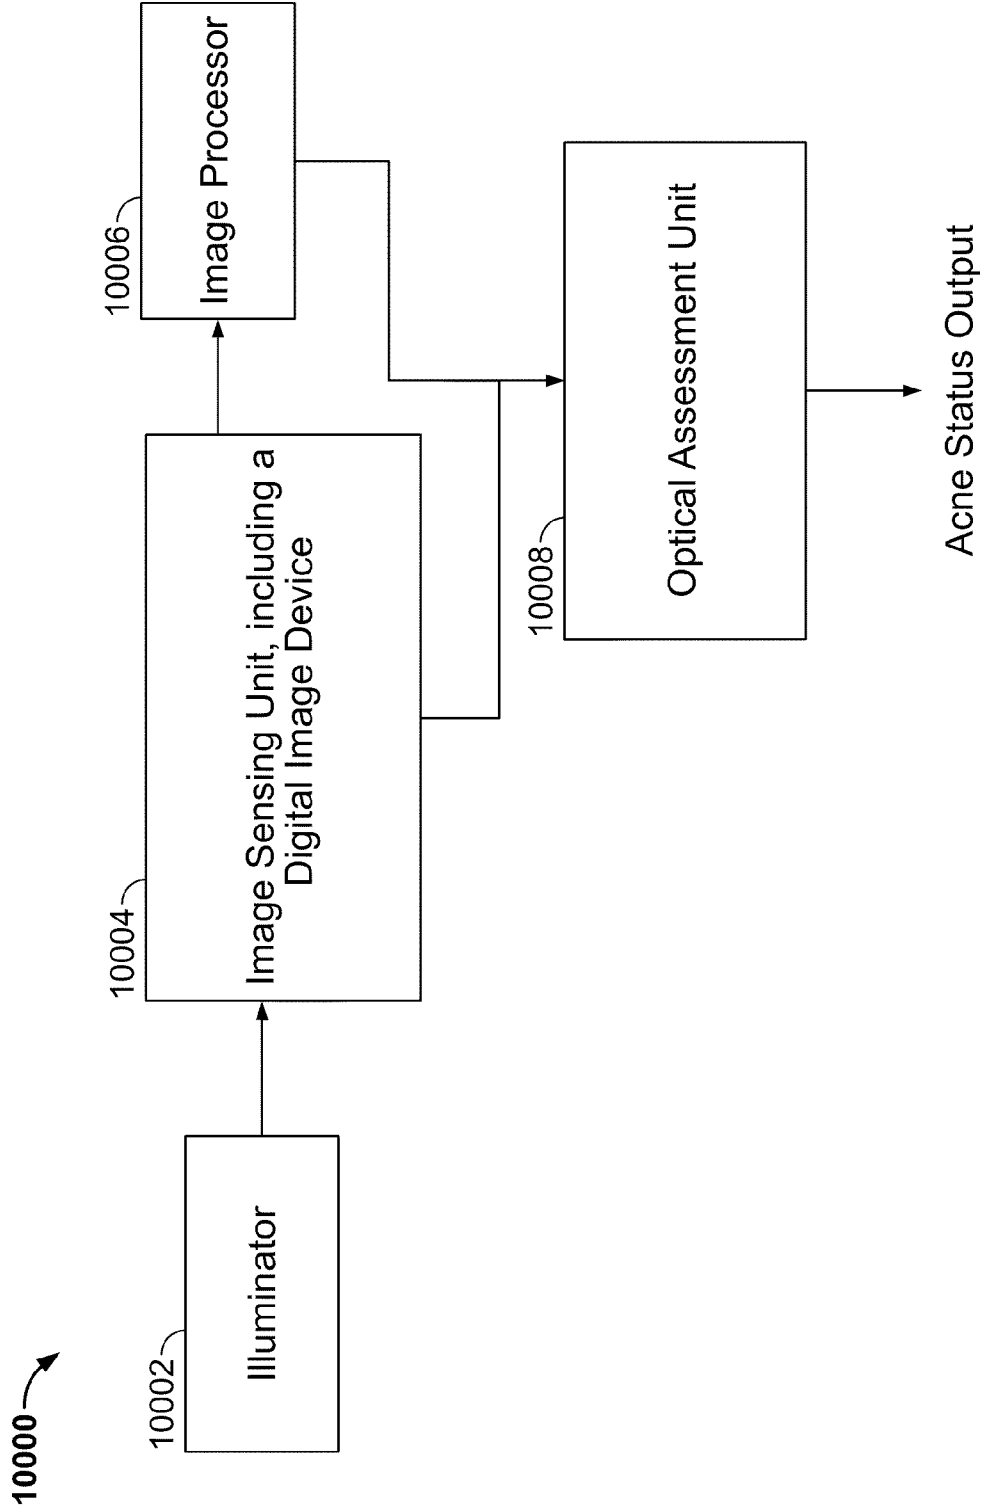 10000
10002
Illuminator
10004
Image Sensing Unit, including a
Digital Image Device
10006
Image Processor
10008
Optical Assessment Unit
Acne Status Output